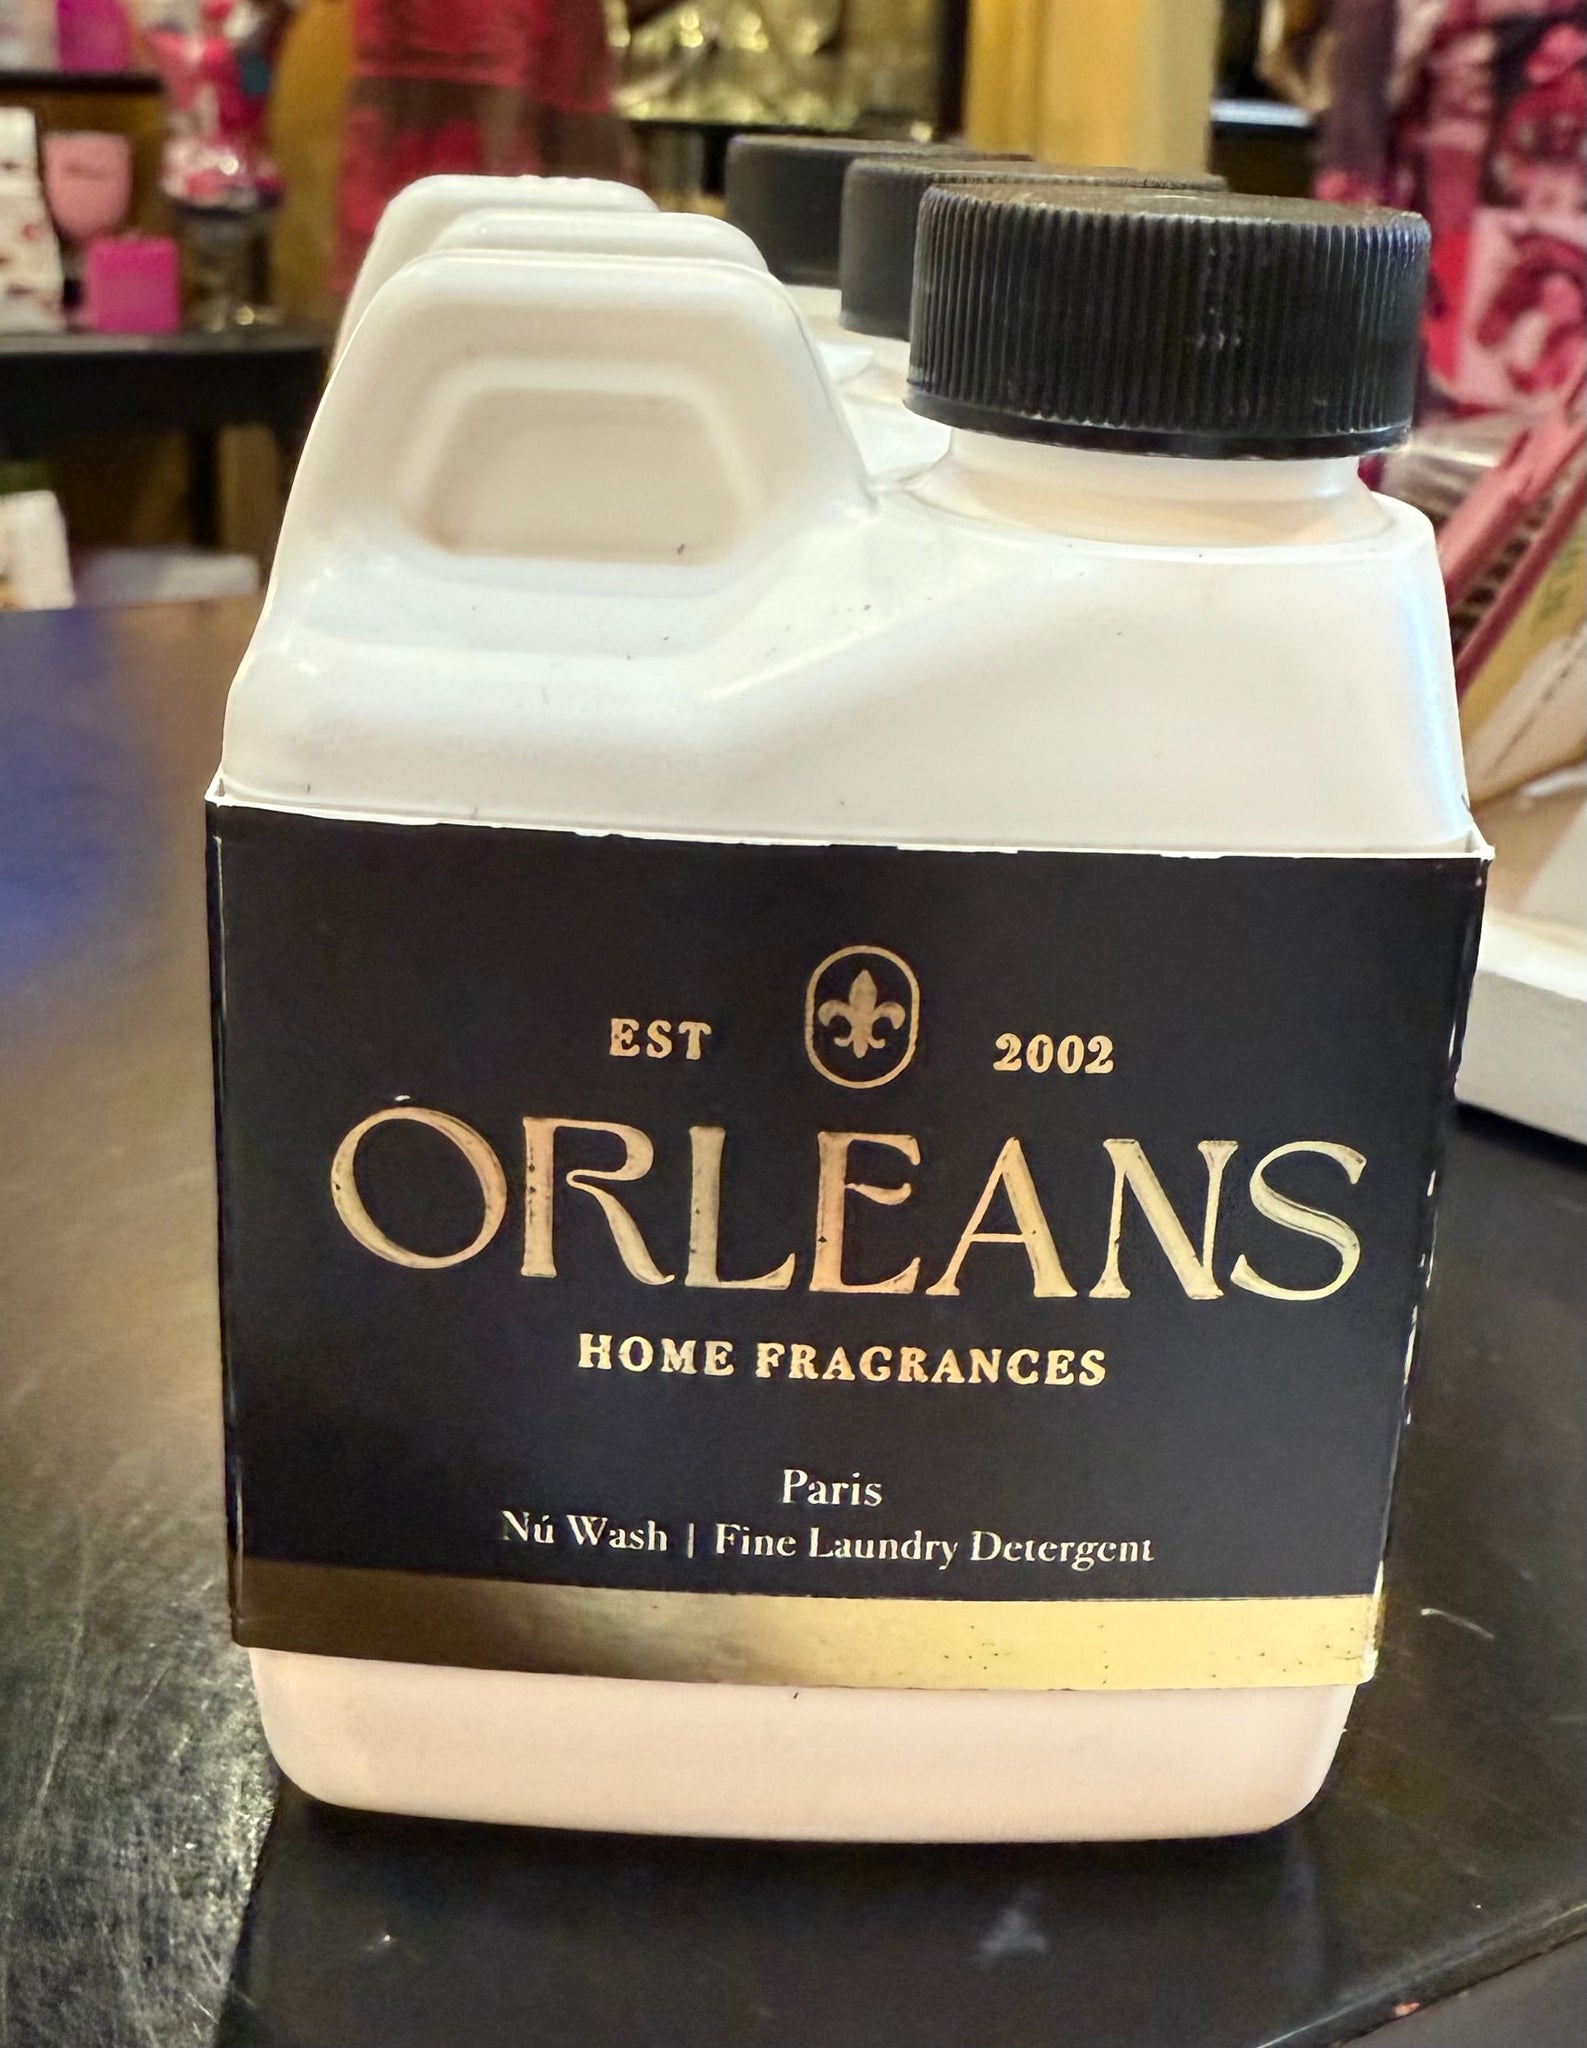 EST 2002
ORLEANS
HOME FRAGRANCES
Paris
Nú Wash | Fine Laundry Detergent